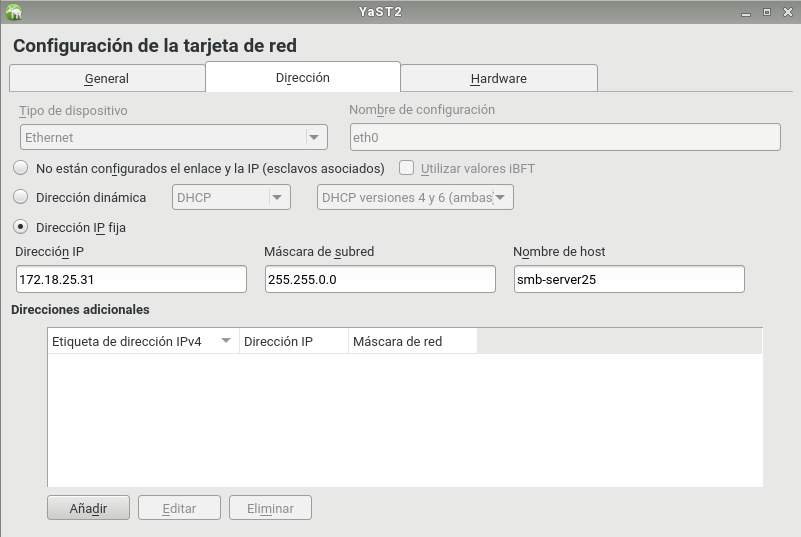 YaST2
Configuración de la tarjeta de red
General Dirección Hardware
Tipo de dispositivo Nombre de configuración
Ethernet eth0
No están configurados el enlace y la IP (esclavos asociados) Utilizar valores iBFT
Dirección dinámica DHCP DHCP versiones 4 y 6 (ambas
Dirección IP fija
Dirección IP Máscara de subred Nombre de host
172.18.25.31 255.255.0.0 smb-server25
Direcciones adicionales
Etiqueta de dirección IPv4 Dirección IP Máscara de red
Añadir Editar Eliminar